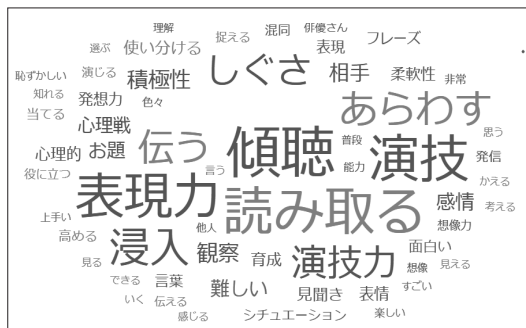 理解 捉える 混同 俳優さん
選ぶ 使い分ける 表現 フレーズ
恥ずかしい 演じる 積極性 しぐさ 相手 柔軟性 非常
知れる 発想力 色々
当てる 心理戦 あらわす 思う
心理的 お題 伝う 傾聴 普段 演技 発信
役に立つ 言う 能力 かえる
表現力 読み取る 感情 考える
上手い 他人 想像力
高める 浸入 観察 演技力 面白い
見る 育成 想像 見える
できる 言葉 難しい 見聞き 表情 すごい
いく 伝える
感じる シチュエーション 楽しい